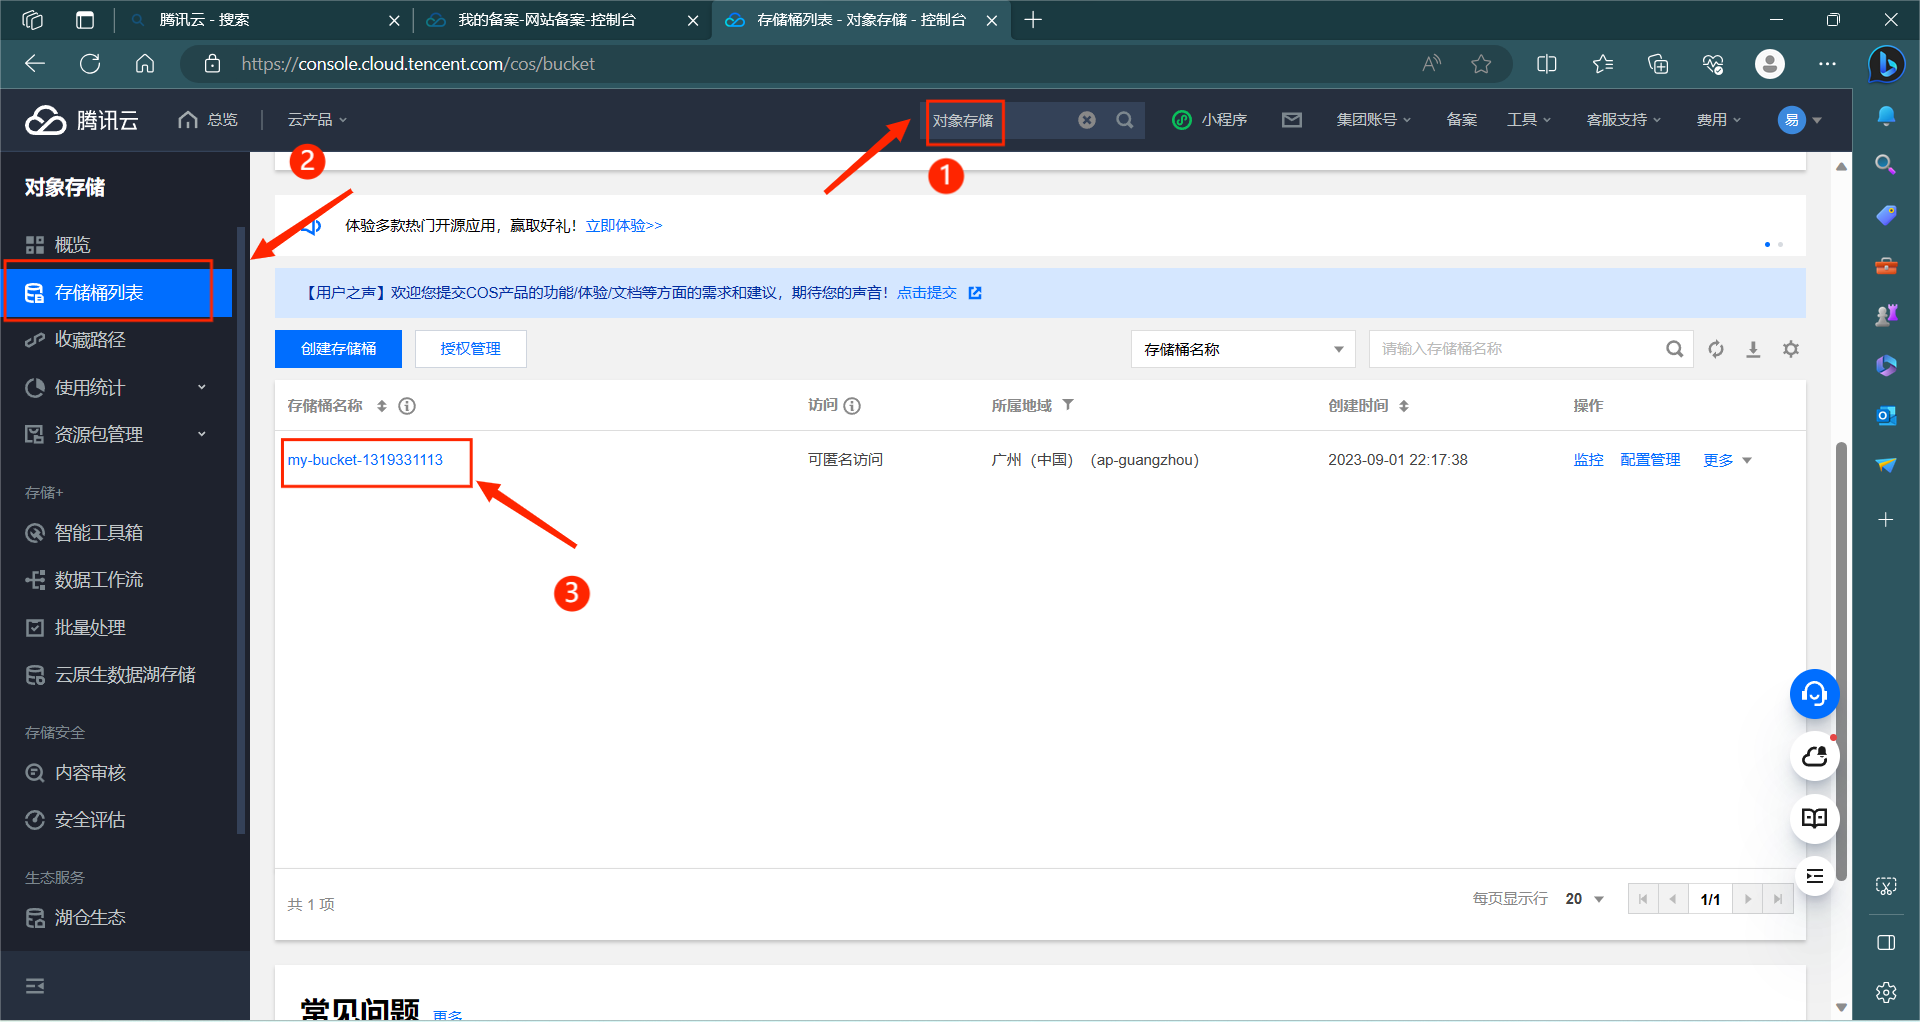 腾讯云 - 搜索
我的备案-网站备案-控制台
存储桶列表 - 对象存储 - 控制台
https://console.cloud.tencent.com/cos/bucket
腾讯云
总览
云产品
对象存储
小程序
集团账号
备案
工具
客服支持
费用
易
1
2
对象存储
概览
存储桶列表
收藏路径
使用统计
资源包管理
存储+
智能工具箱
数据工作流
批量处理
云原生数据湖存储
存储安全
内容审核
安全评估
生态服务
湖仓生态
体验多款热门开源应用，赢取好礼！立即体验>>
【用户之声】欢迎您提交COS产品的功能/体验/文档等方面的需求和建议，期待您的声音！点击提交
创建存储桶
授权管理
存储桶名称
请输入存储桶名称
存储桶名称
访问
所属地域
创建时间
操作
my-bucket-1319331113
可匿名访问
广州（中国）（ap-guangzhou）
2023-09-01 22:17:38
监控
配置管理
更多
3
共 1 项
每页显示行
20
1/1
常见问题
更多